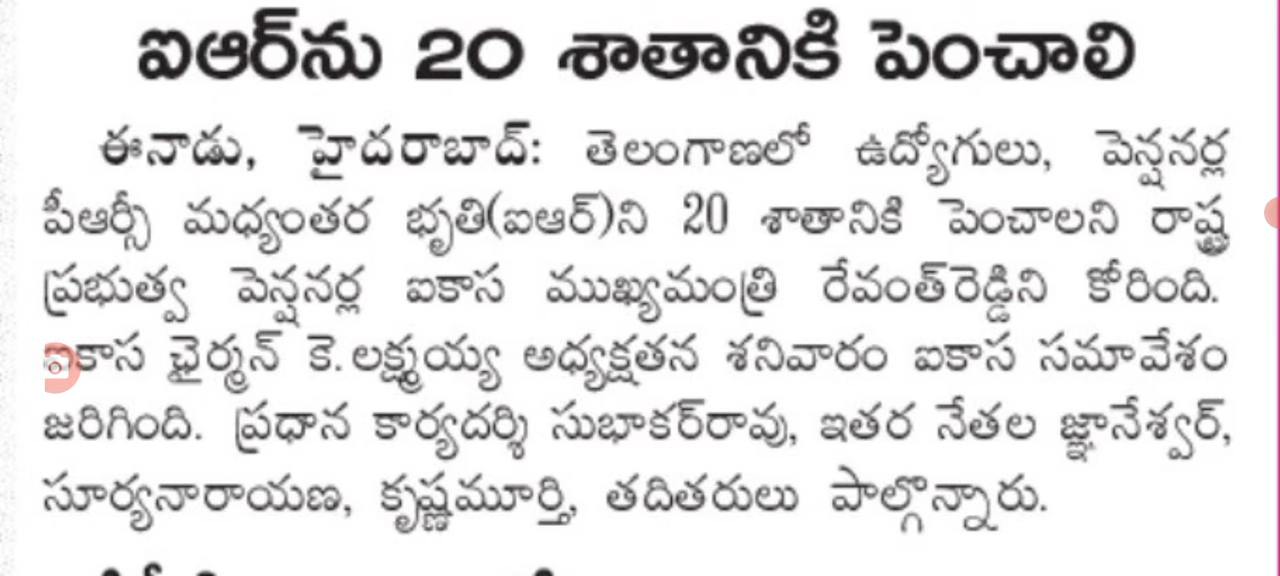 ఐఆర్‌ను 20 శాతానికి పెంచాలి
ఈనాడు, హైదరాబాద్: తెలంగాణలో ఉద్యోగులు, పెన్షనర్ల
పీఆర్సీ మధ్యంతర భృతి(ఐఆర్)ని 20 శాతానికి పెంచాలని రాష్ట్ర
ప్రభుత్వ పెన్షనర్ల ఐకాస ముఖ్యమంత్రి రేవంత్‌రెడ్డిని కోరింది.
ఐకాస ఛైర్మన్ కె.లక్ష్మయ్య అధ్యక్షతన శనివారం ఐకాస సమావేశం
జరిగింది. ప్రధాన కార్యదర్శి సుభాకర్‌రావు, ఇతర నేతల జ్ఞానేశ్వర్,
సూర్యనారాయణ, కృష్ణమూర్తి, తదితరులు పాల్గొన్నారు.